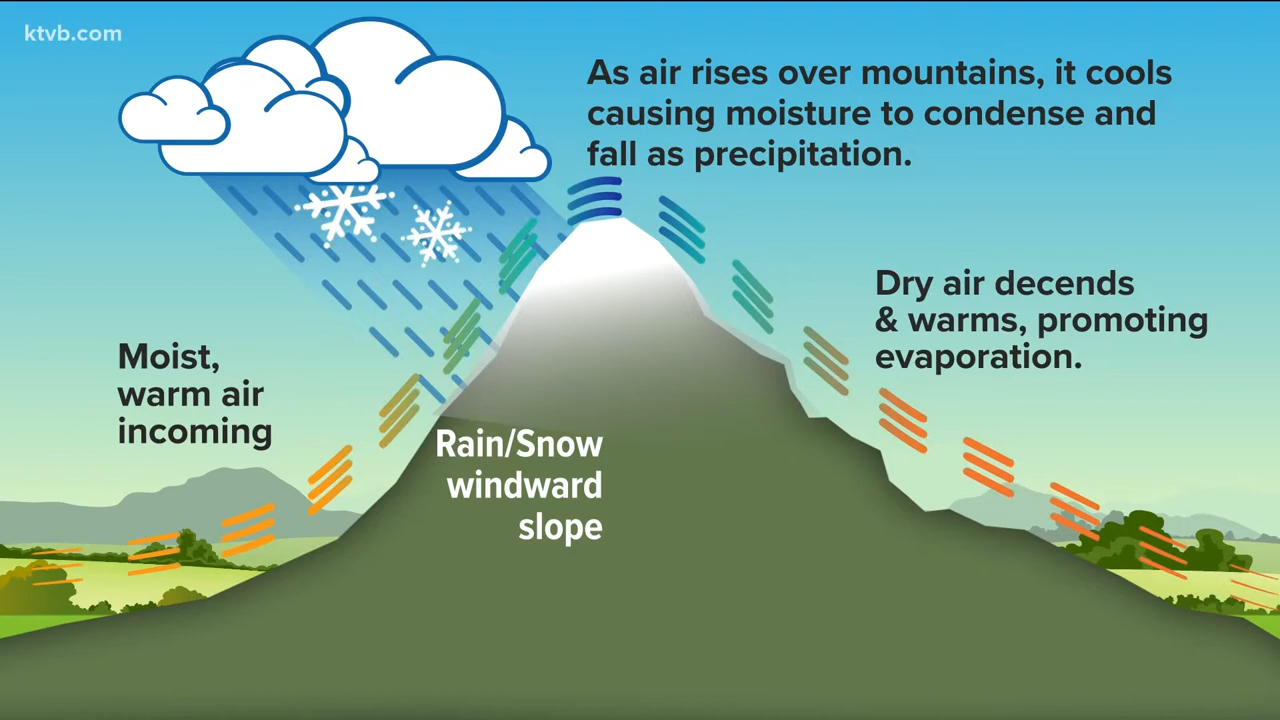 ktvb.com
As air rises over mountains, it cools
causing moisture to condense and
fall as precipitation.
Dry air decends
& warms, promoting
evaporation.
Moist,
warm air
incoming
Rain/Snow
windward
slope